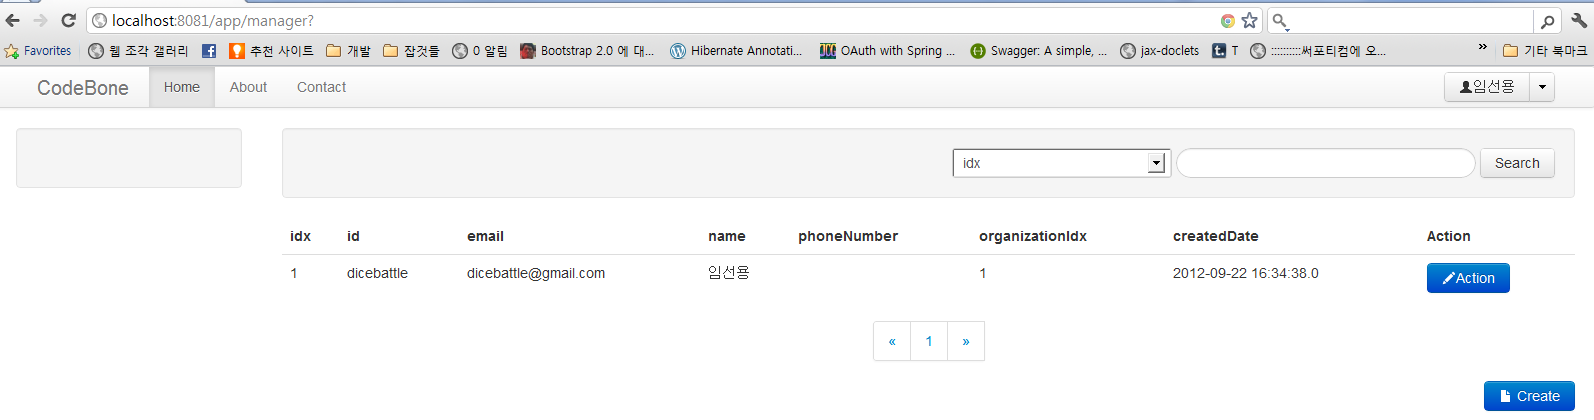 localhost:8081/app/manager?
Favorites 웹 조각 갤러리 추천 사이트 개발 잡것들 0 알림 Bootstrap 2.0 에 대... Hibernate Annotati... OAuth with Spring ... Swagger: A simple, ... jax-doclets T ::::::::::써포티컴에 오... » 기타 북마크
CodeBone Home About Contact 임선용
idx Search
idx id email name phoneNumber organizationIdx createdDate Action
1 dicebattle dicebattle@gmail.com 임선용 1 2012-09-22 16:34:38.0 Action
« 1 »
Create